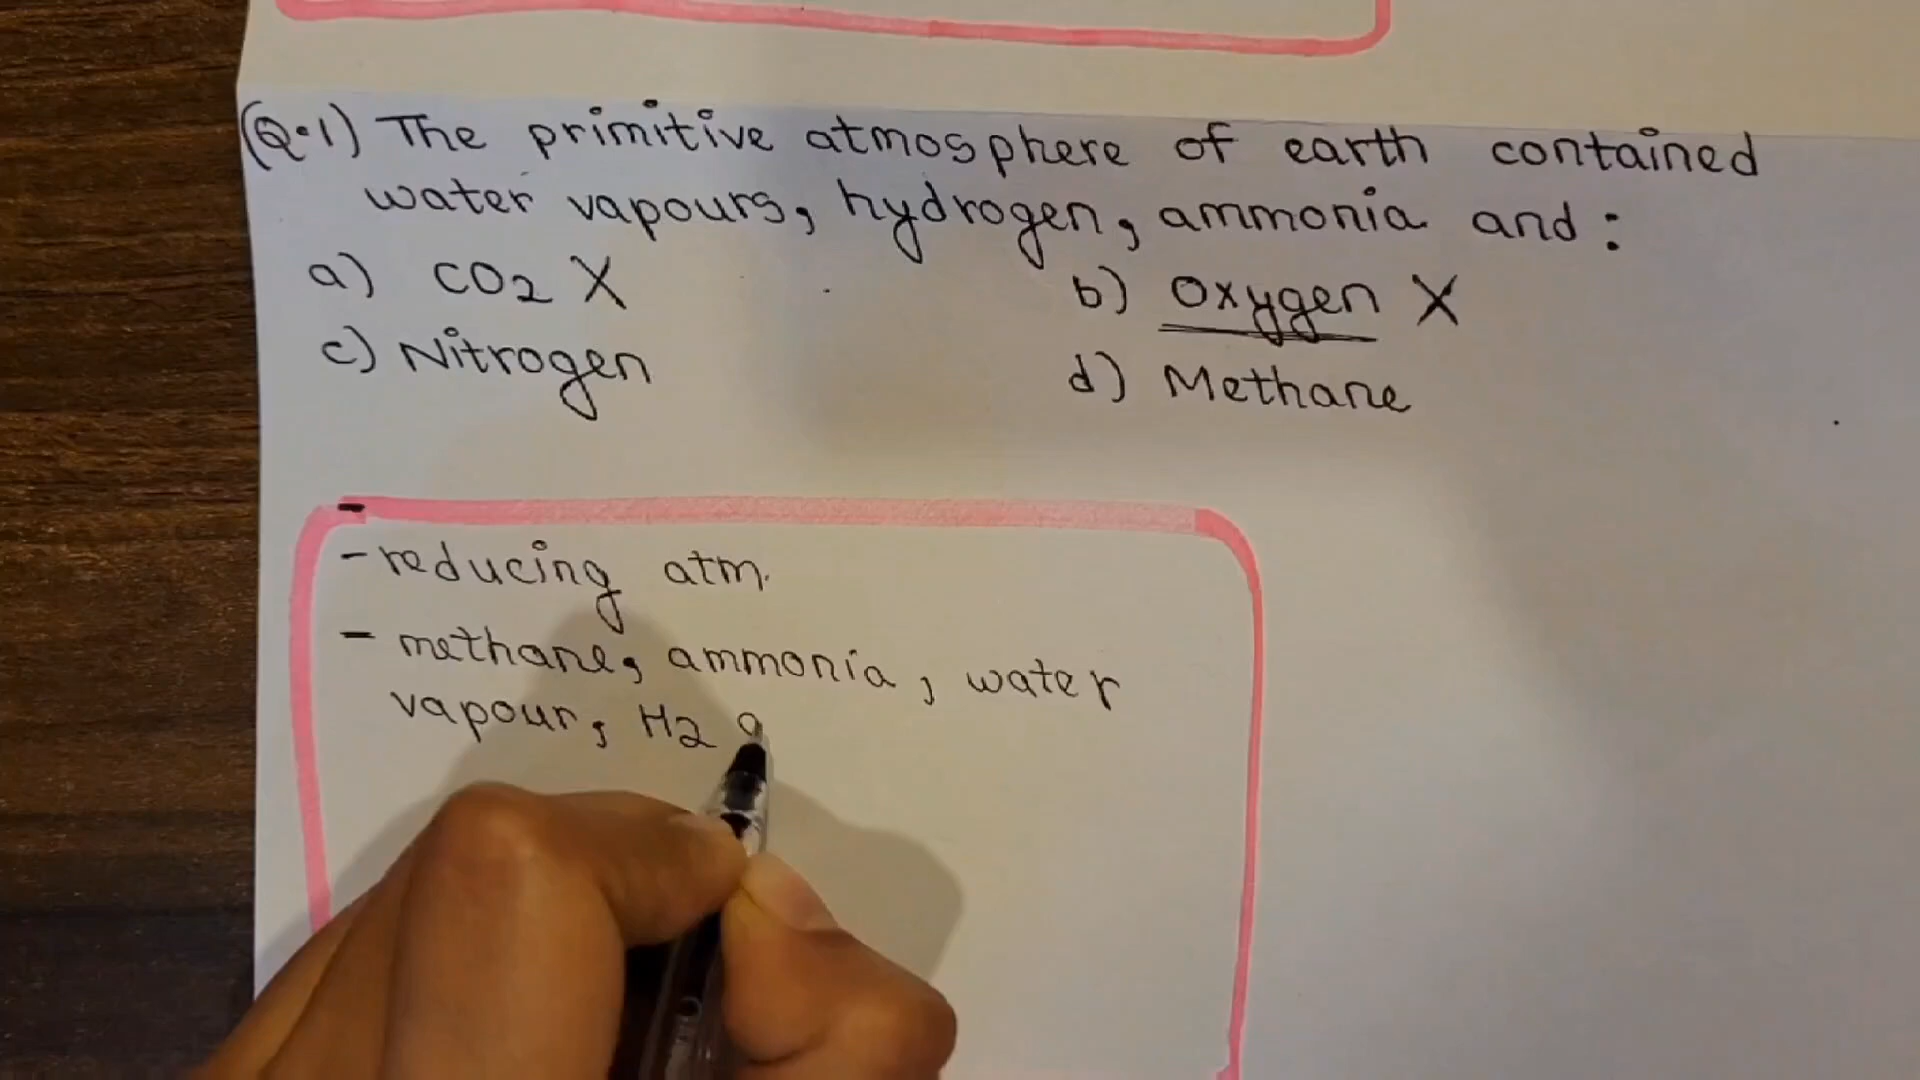 (Q.1) The primitive atmosphere of earth contained
water vapours, hydrogen, ammonia and :
a) CO2 X
b) Oxygen X
c) Nitrogen
d) Methane
- reducing atm.
- methane, ammonia, water
vapour, H2 a